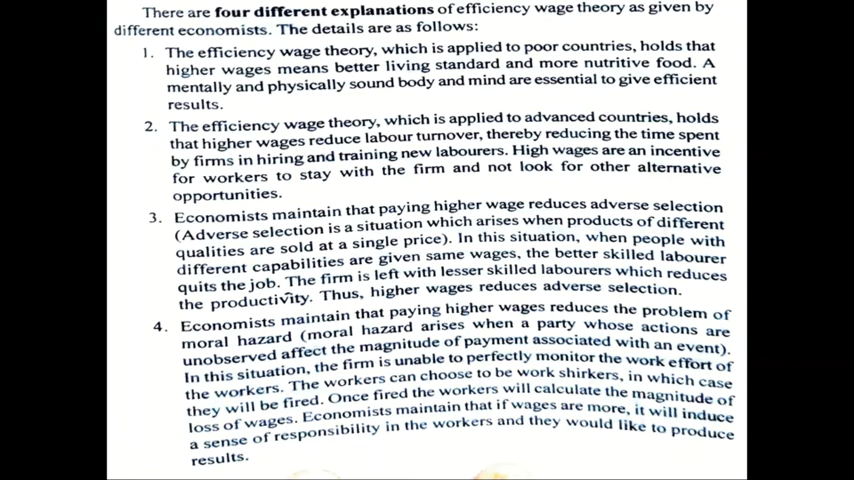 There are four different explanations of efficiency wage theory as given by
different economists. The details are as follows:
1. The efficiency wage theory, which is applied to poor countries, holds that
higher wages means better living standard and more nutritive food. A
mentally and physically sound body and mind are essential to give efficient
results.
2. The efficiency wage theory, which is applied to advanced countries, holds
that higher wages reduce labour turnover, thereby reducing the time spent
by firms in hiring and training new labourers. High wages are an incentive
for workers to stay with the firm and not look for other alternative
opportunities.
3. Economists maintain that paying higher wage reduces adverse selection
(Adverse selection is a situation which arises when products of different
qualities are sold at a single price). In this situation, when people with
different capabilities are given same wages, the better skilled labourer
quits the job. The firm is left with lesser skilled labourers which reduces
the productivity. Thus, higher wages reduces adverse selection.
4. Economists maintain that paying higher wages reduces the problem of
moral hazard (moral hazard arises when a party whose actions are
unobserved affect the magnitude of payment associated with an event).
In this situation, the firm is unable to perfectly monitor the work effort of
the workers. The workers can choose to be work shirkers, in which case
they will be fired. Once fired the workers will calculate the magnitude of
loss of wages. Economists maintain that if wages are more, it will induce
a sense of responsibility in the workers and they would like to produce
results.